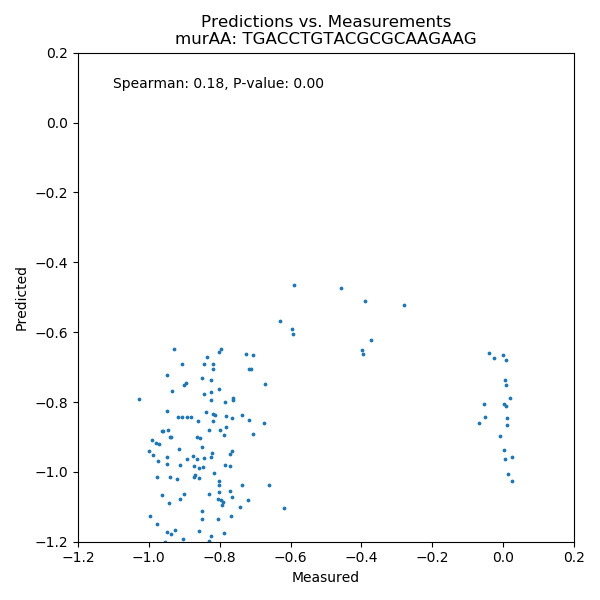 Predictions vs. Measurements
murAA: TGACCTGTACGCGCAAGAAG
Spearman: 0.18, P-value: 0.00
Predicted
0.2
0.0
−0.2
−0.4
−0.6
−0.8
−1.0
−1.2
−1.2 −1.0 −0.8 −0.6 −0.4 −0.2 0.0 0.2
Measured